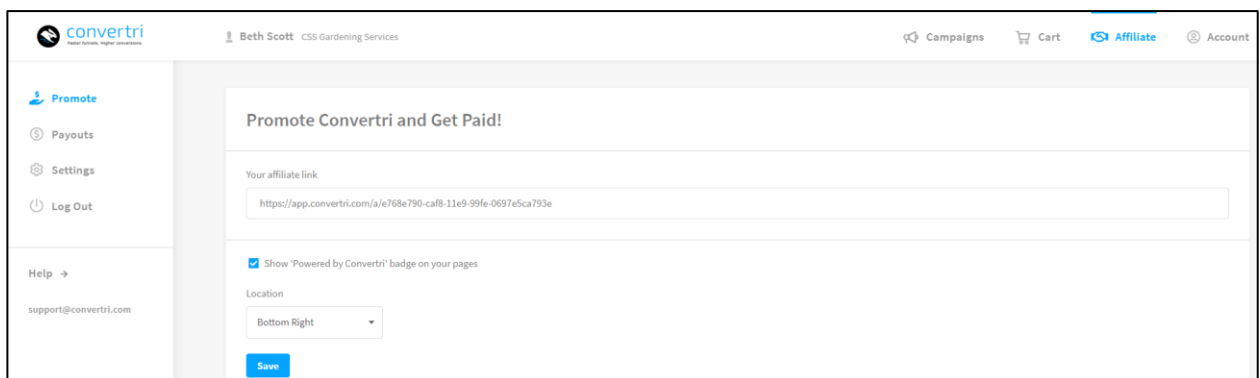 convertri
Faster funnels. Higher conversions.
Beth Scott CSS Gardening Services
Campaigns
Cart
Affiliate
Account
Promote
Payouts
Settings
Log Out
Help →
support@convertri.com
Promote Convertri and Get Paid!
Your affiliate link
https://app.convertri.com/a/e768e790-caf8-11e9-99fe-0697e5ca793e
Show 'Powered by Convertri' badge on your pages
Location
Bottom Right
Save